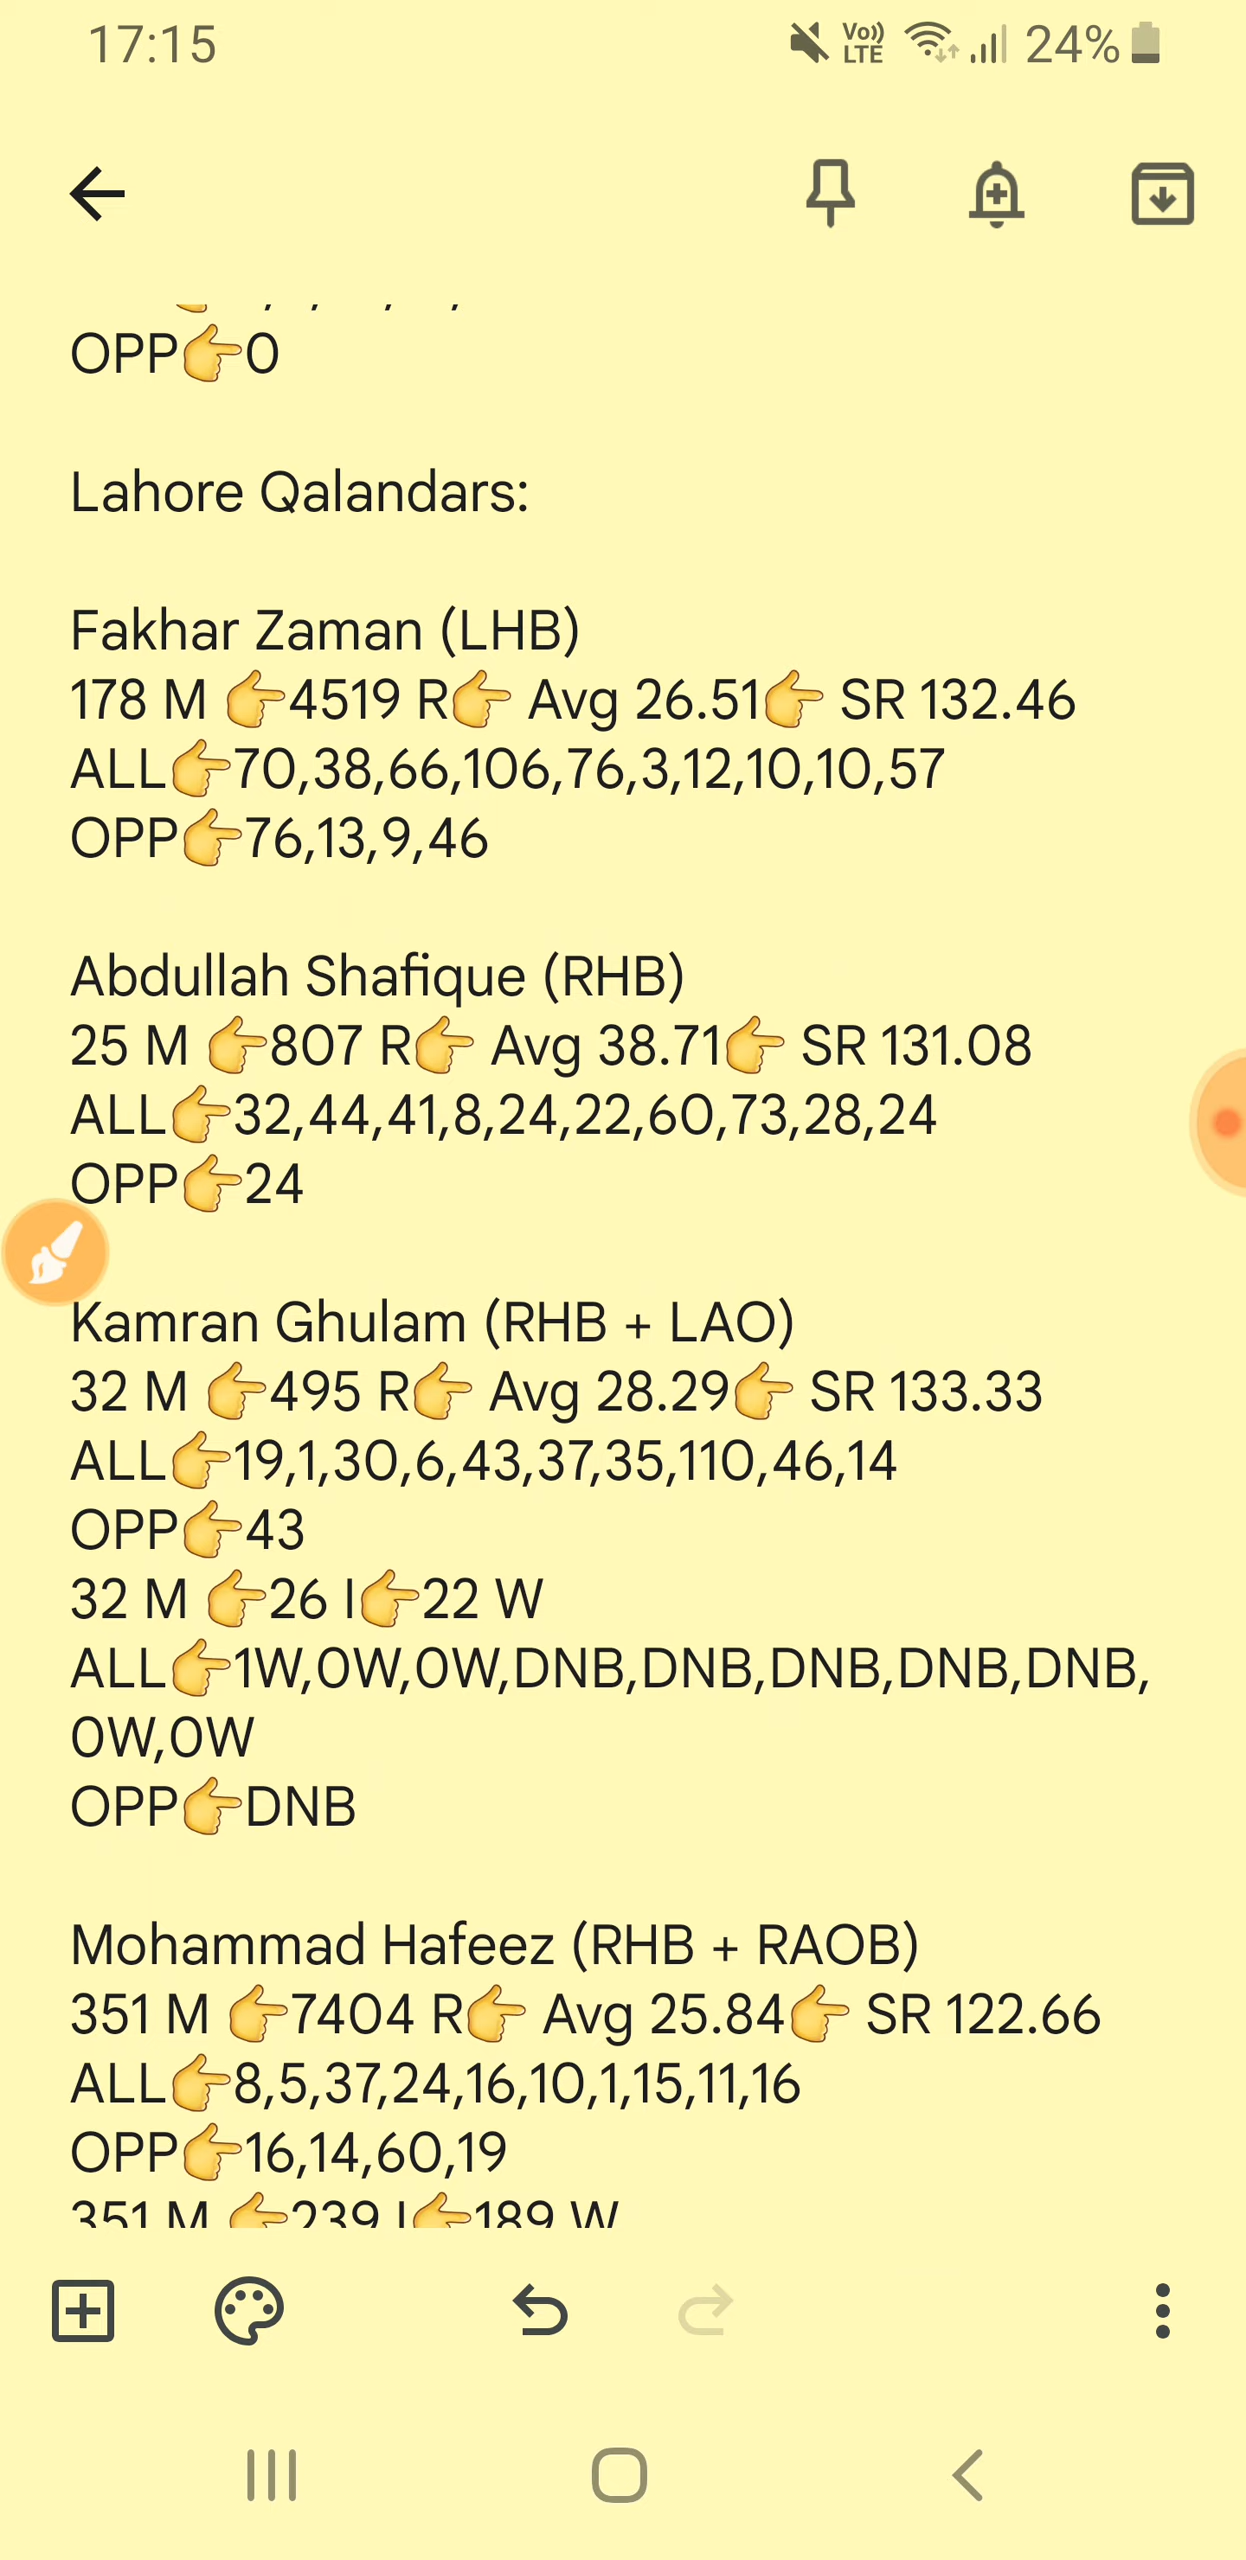 17:15
Vo)) LTE 24%
OPP👉0
Lahore Qalandars:
Fakhar Zaman (LHB)
178 M 👉4519 R👉 Avg 26.51👉 SR 132.46
ALL👉70,38,66,106,76,3,12,10,10,57
OPP👉76,13,9,46
Abdullah Shafique (RHB)
25 M 👉807 R👉 Avg 38.71👉 SR 131.08
ALL👉32,44,41,8,24,22,60,73,28,24
OPP👉24
Kamran Ghulam (RHB + LAO)
32 M 👉495 R👉 Avg 28.29👉 SR 133.33
ALL👉19,1,30,6,43,37,35,110,46,14
OPP👉43
32 M 👉26 I👉22 W
ALL👉1W,0W,0W,DNB,DNB,DNB,DNB,DNB,
0W,0W
OPP👉DNB
Mohammad Hafeez (RHB + RAOB)
351 M 👉7404 R👉 Avg 25.84👉 SR 122.66
ALL👉8,5,37,24,16,10,1,15,11,16
OPP👉16,14,60,19
351 M 👉239 I👉189 W